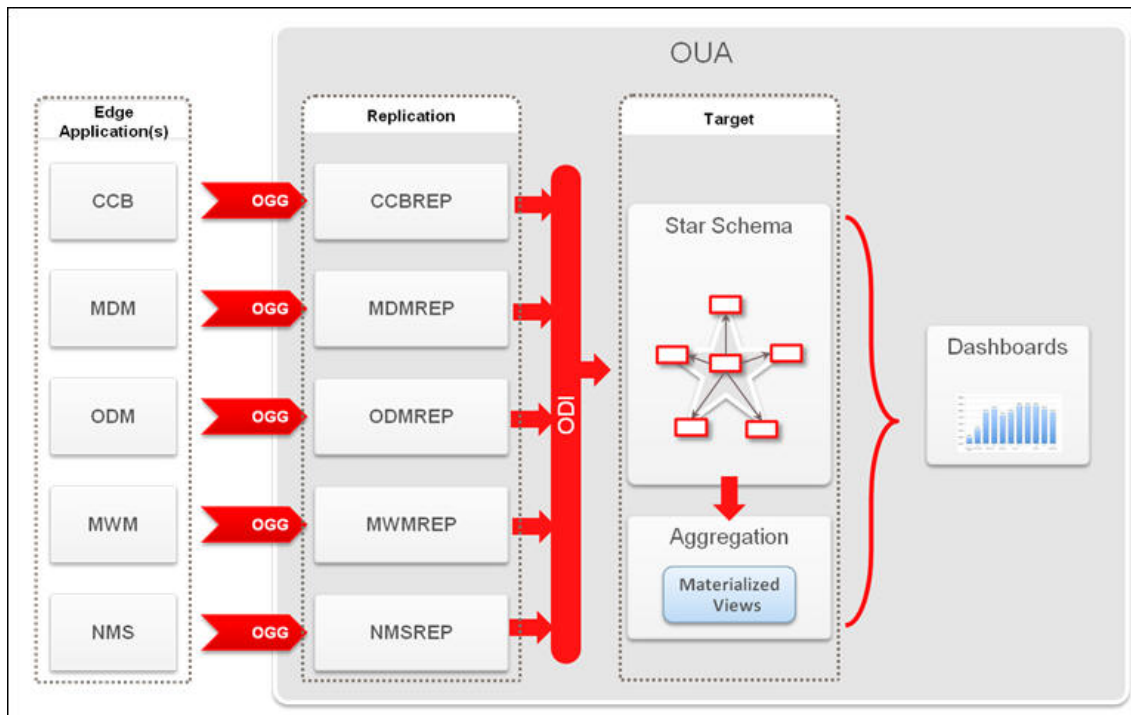 OUA
Edge
Application(s)
Replication
Target
CCB
OGG
CCBREP
Star Schema
MDM
OGG
MDMREP
Dashboards
ODM
OGG
ODMREP
ODI
MWM
OGG
MWMREP
Aggregation
Materialized
Views
NMS
OGG
NMSREP